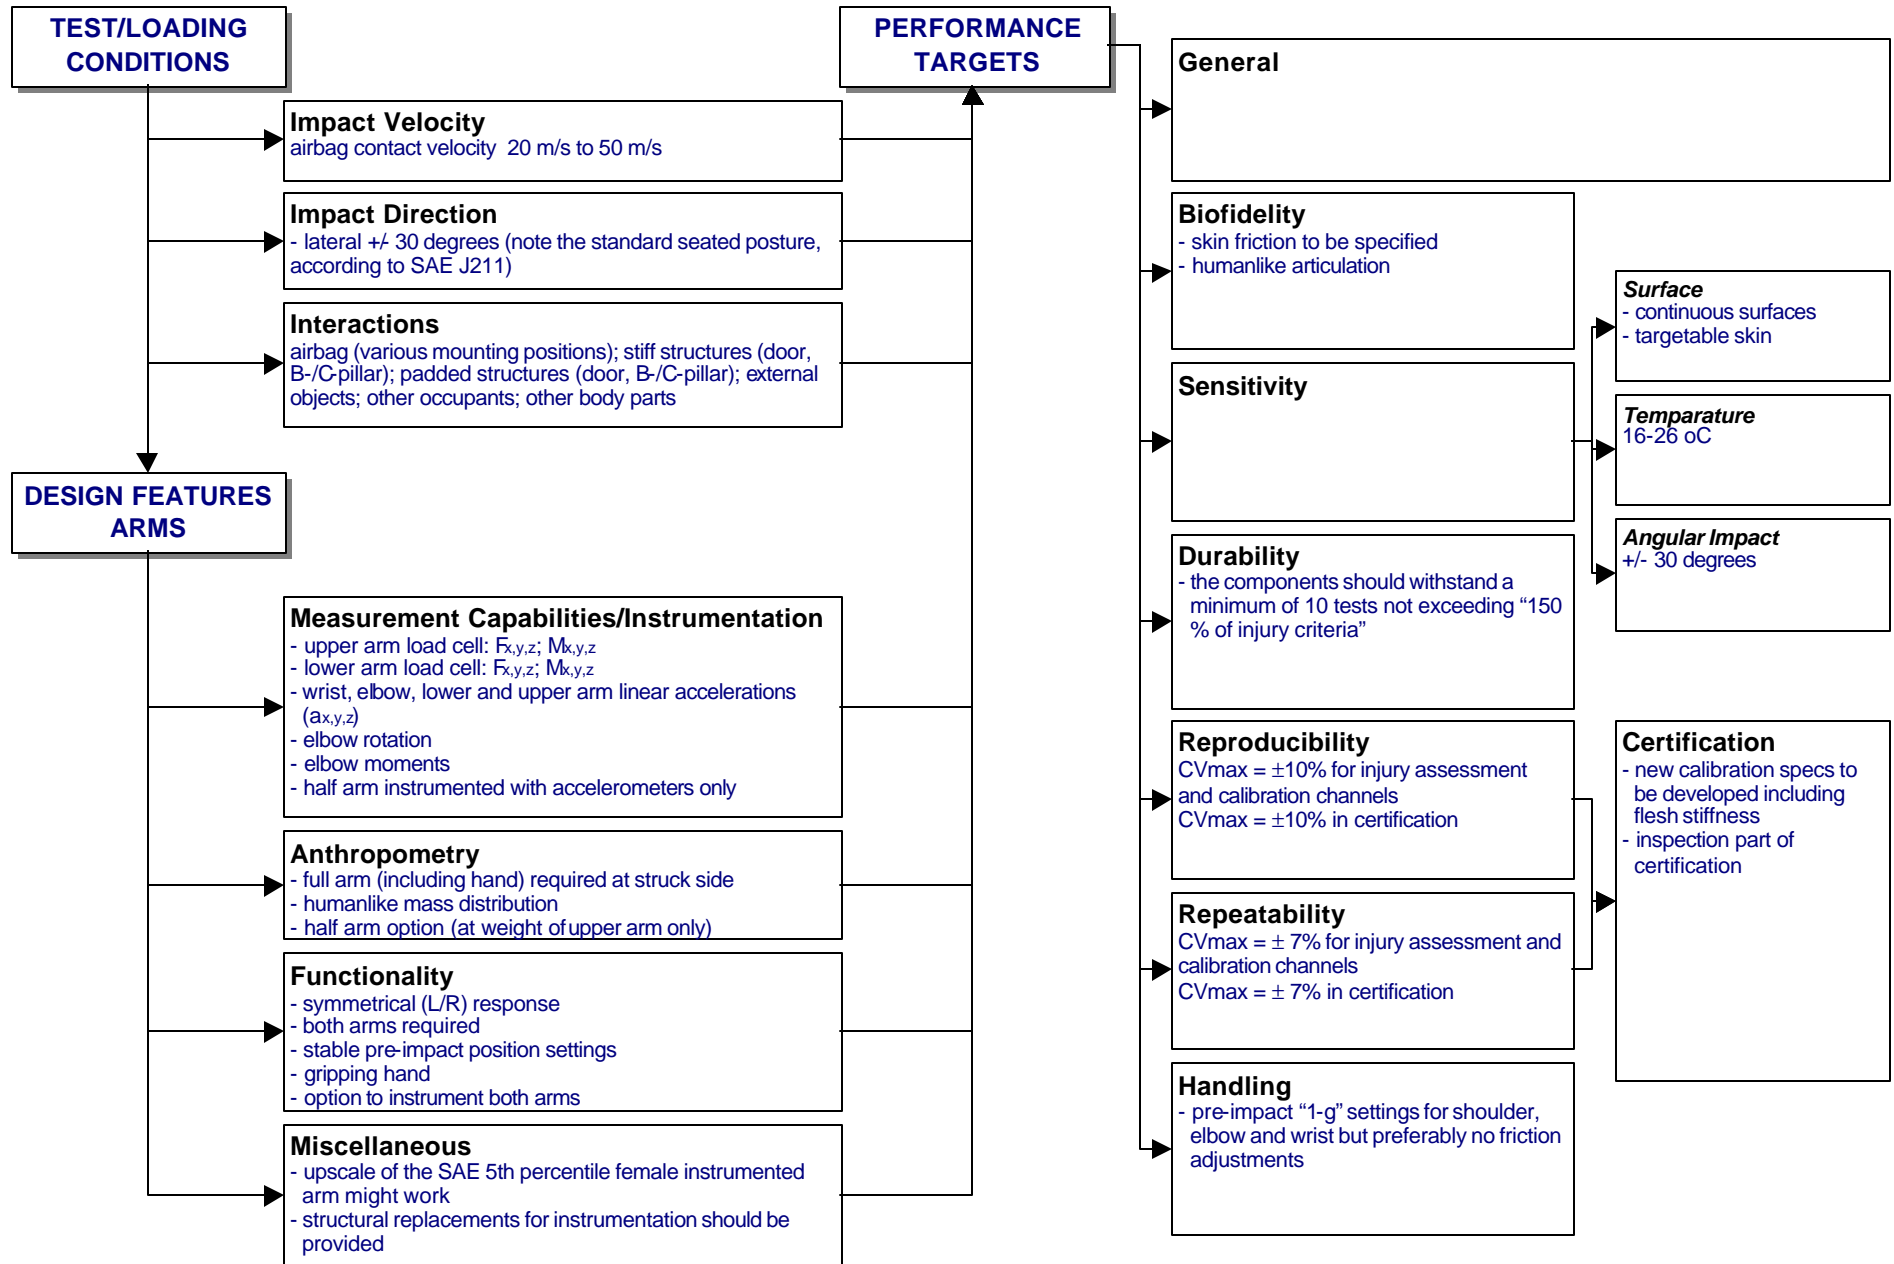 TEST/LOADING
CONDITIONS
Impact Velocity
airbag contact velocity  20 m/s to 50 m/s
Impact Direction
- lateral +/- 30 degrees (note the standard seated posture,
according to SAE J211)
Interactions
airbag (various mounting positions); stiff structures (door,
B-/C-pillar); padded structures (door, B-/C-pillar); external
objects; other occupants; other body parts
DESIGN FEATURES
ARMS
Measurement Capabilities/Instrumentation
- upper arm load cell: Fx,y,z; Mx,y,z
- lower arm load cell: Fx,y,z; Mx,y,z
- wrist, elbow, lower and upper arm linear accelerations
(ax,y,z)
- elbow rotation
- elbow moments
- half arm instrumented with accelerometers only
Anthropometry
- full arm (including hand) required at struck side
- humanlike mass distribution
- half arm option (at weight of upper arm only)
Functionality
- symmetrical (L/R) response
- both arms required
- stable pre-impact position settings
- gripping hand
- option to instrument both arms
Miscellaneous
- upscale of the SAE 5th percentile female instrumented
arm might work
- structural replacements for instrumentation should be
provided
PERFORMANCE
TARGETS
General
Biofidelity
- skin friction to be specified
- humanlike articulation
Sensitivity
Surface
- continuous surfaces
- targetable skin
Temparature
16-26 oC
Angular Impact
+/- 30 degrees
Durability
- the components should withstand a
minimum of 10 tests not exceeding “150
% of injury criteria”
Reproducibility
CVmax = ±10% for injury assessment
and calibration channels
CVmax = ±10% in certification
Repeatability
CVmax = ± 7% for injury assessment and
calibration channels
CVmax = ± 7% in certification
Certification
- new calibration specs to
be developed including
flesh stiffness
- inspection part of
certification
Handling
- pre-impact “1-g” settings for shoulder,
elbow and wrist but preferably no friction
adjustments